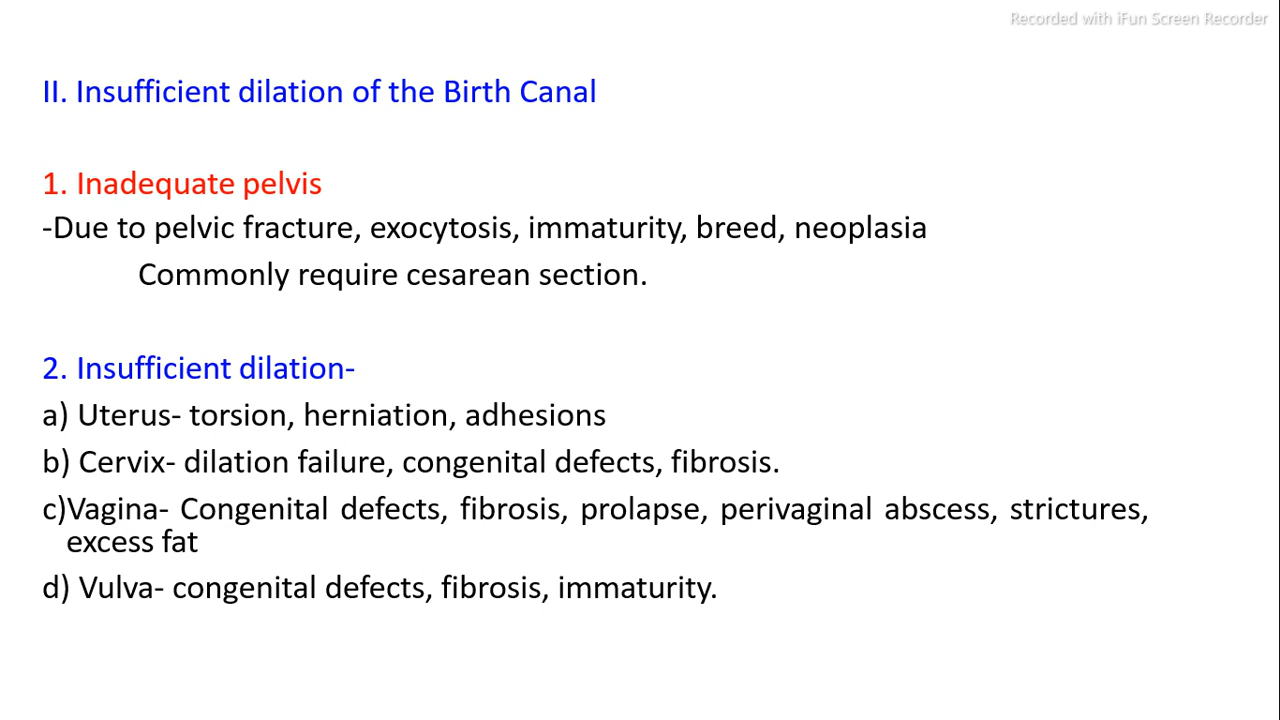 Recorded with iFun Screen Recorder
II. Insufficient dilation of the Birth Canal
1. Inadequate pelvis
-Due to pelvic fracture, exocytosis, immaturity, breed, neoplasia
Commonly require cesarean section.
2. Insufficient dilation-
a) Uterus- torsion, herniation, adhesions
b) Cervix- dilation failure, congenital defects, fibrosis.
c)Vagina- Congenital defects, fibrosis, prolapse, perivaginal abscess, strictures,
excess fat
d) Vulva- congenital defects, fibrosis, immaturity.